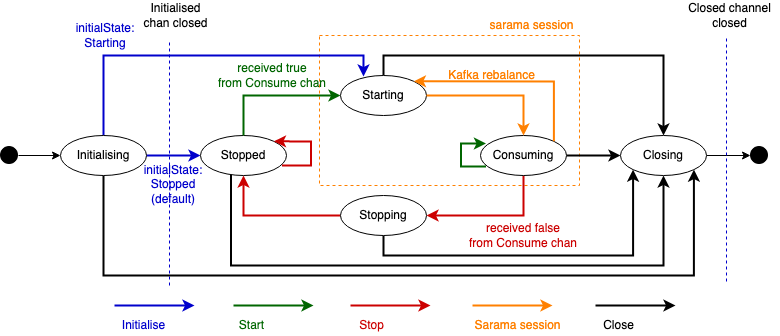 Initialised
chan closed
Closed channel
closed
initialState:
Starting
sarama session
received true
from Consume chan
Kafka rebalance
Starting
Initialising
Stopped
Consuming
Closing
initialState:
Stopped
(default)
Stopping
received false
from Consume chan
Initialise
Start
Stop
Sarama session
Close